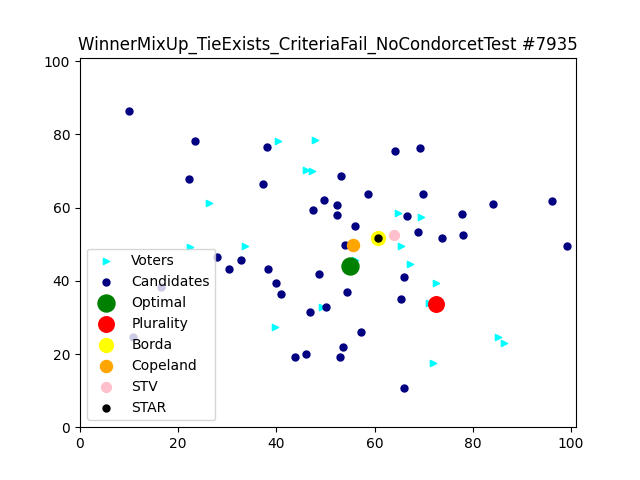 WinnerMixUp_TieExists_CriteriaFail_NoCondorcetTest #7935
100
80
60
40
20
0
Voters
Candidates
Optimal
Plurality
Borda
Copeland
STV
STAR
0 20 40 60 80 100